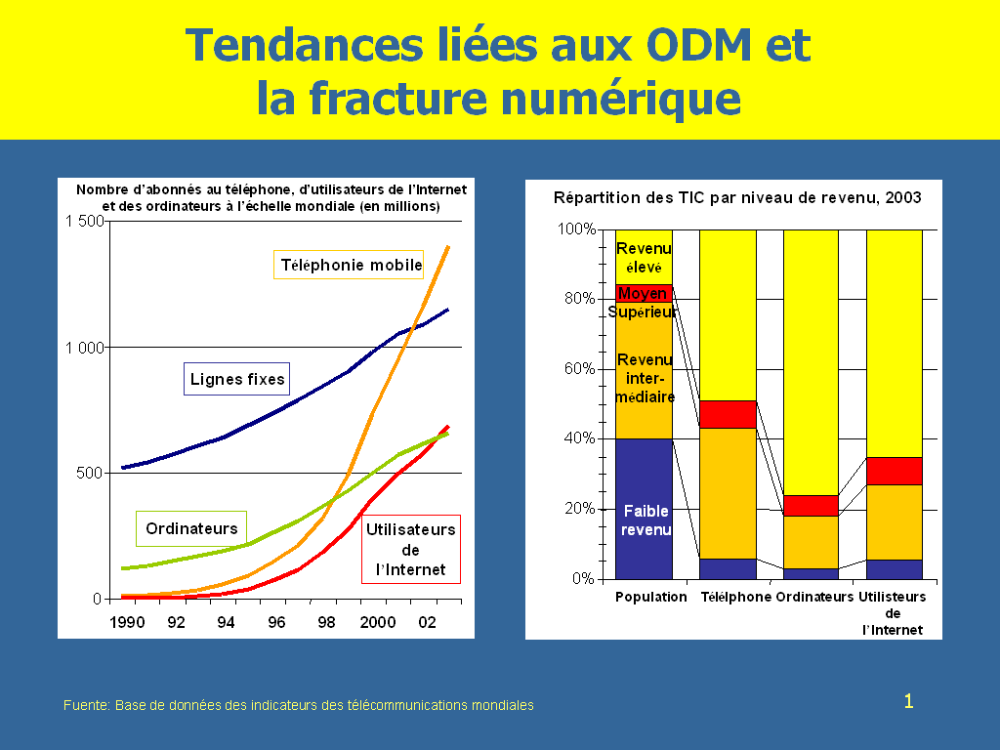 Tendances liées aux ODM et
la fracture numérique
Nombre d'abonnés au téléphone, d'utilisateurs de l'Internet
et des ordinateurs à l'échelle mondiale (en millions)
1 500
1 000
500
0
Téléphonie mobile
Lignes fixes
Ordinateurs
Utilisateurs
de
l'Internet
1990 92 94 96 98 2000 02
Répartition des TIC par niveau de revenu, 2003
100%
80%
60%
40%
20%
0%
Revenu
élevé
Moyen
Supérieur
Revenu
inter-
médiaire
Faible
revenu
Population Télélphone Ordinateurs Utilisteurs
de
l'Internet
Fuente: Base de données des indicateurs des télécommunications mondiales
1